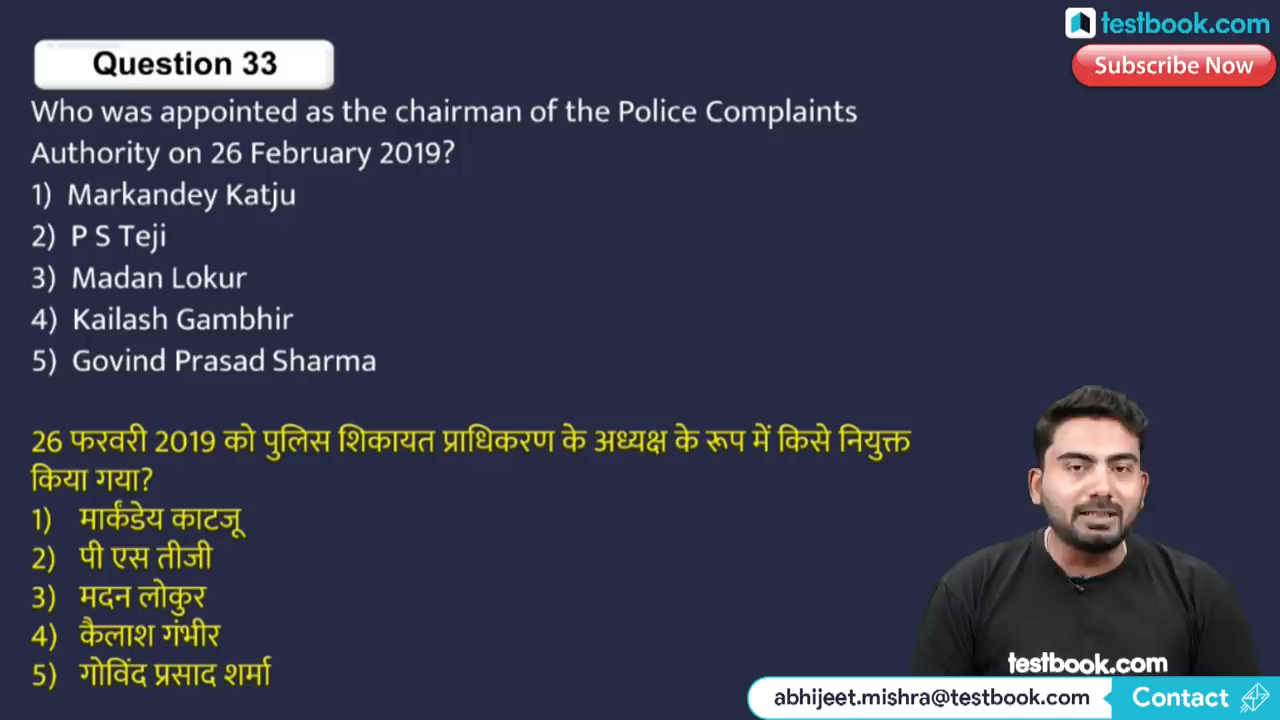 testbook.com
Subscribe Now
Question 33
Who was appointed as the chairman of the Police Complaints
Authority on 26 February 2019?
1) Markandey Katju
2) P S Teji
3) Madan Lokur
4) Kailash Gambhir
5) Govind Prasad Sharma
26 फरवरी 2019 को पुलिस शिकायत प्राधिकरण के अध्यक्ष के रूप में किसे नियुक्त
किया गया?
1) मार्कंडेय काटजू
2) पी एस तीजी
3) मदन लोकुर
4) कैलाश गंभीर
5) गोविंद प्रसाद शर्मा
testbook.com
abhijeet.mishra@testbook.com Contact